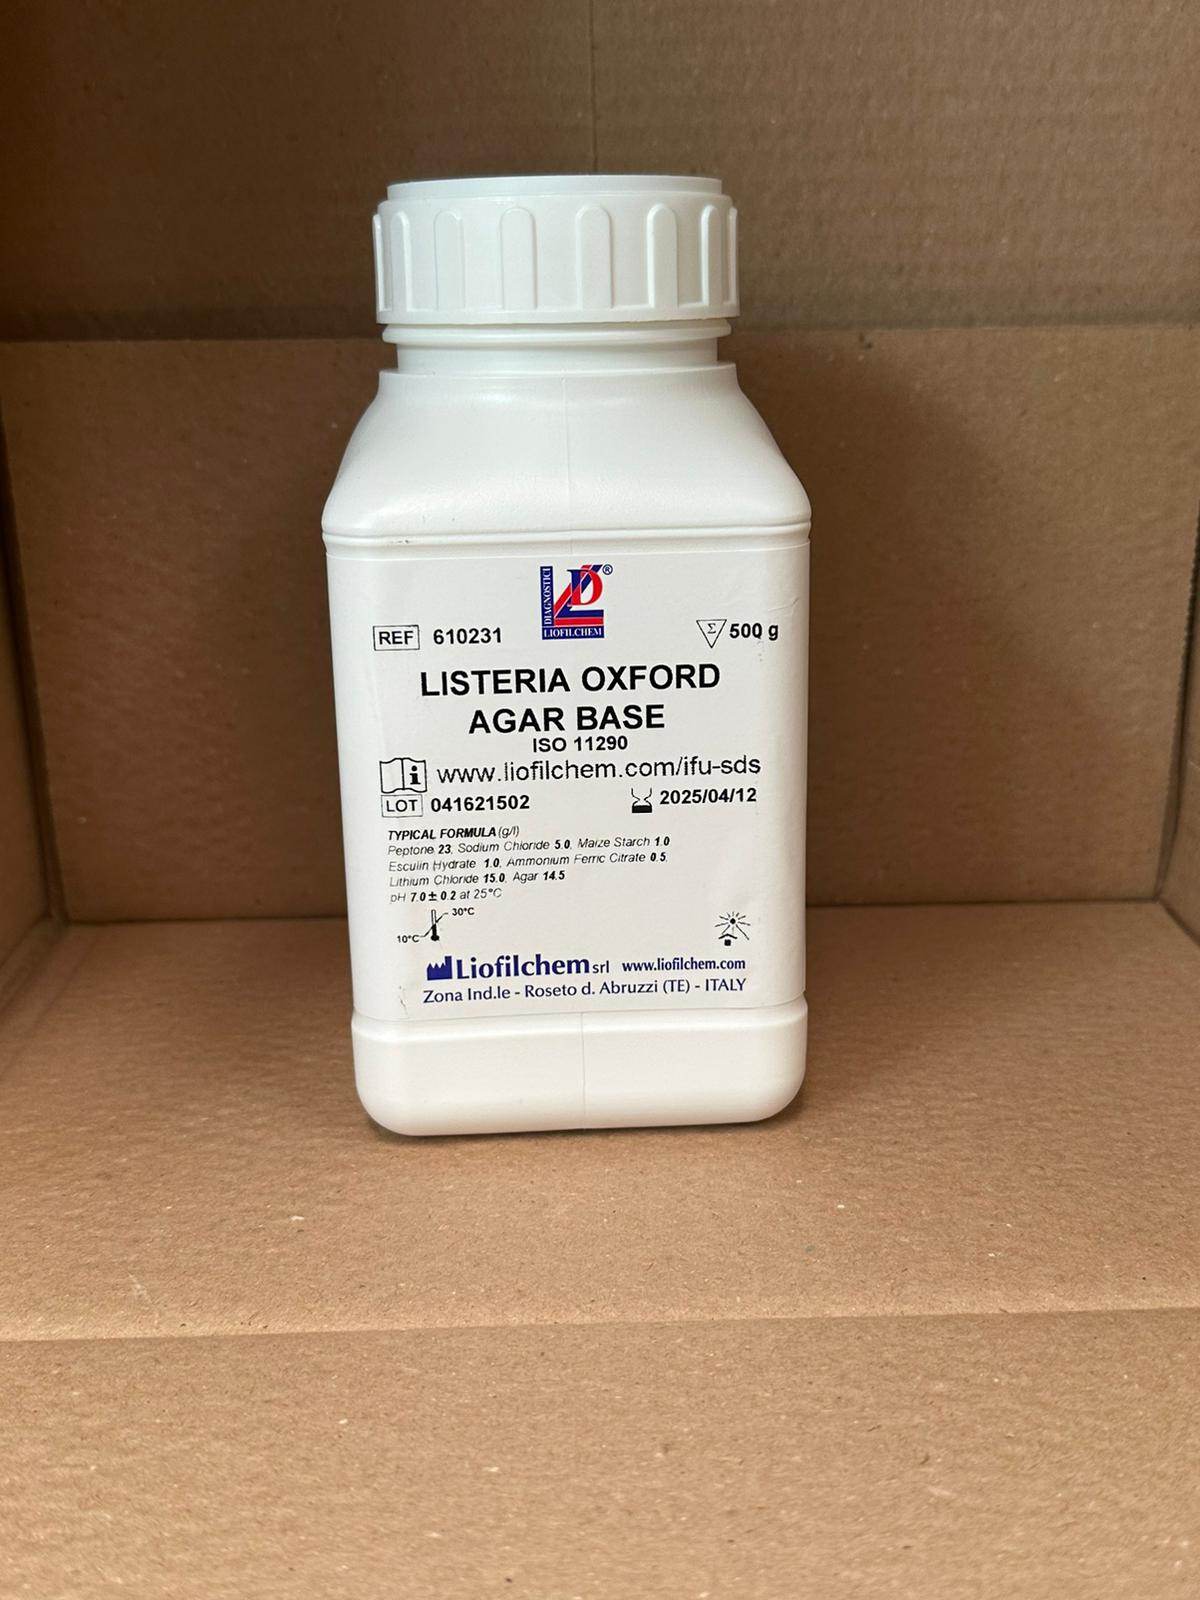 DIAGNOSTICI
LD®
LIOFILCHEM
REF 610231
Σ 500 g
LISTERIA OXFORD
AGAR BASE
ISO 11290
i www.liofilchem.com/ifu-sds
LOT 041621502 2025/04/12
TYPICAL FORMULA (g/l)
Peptone 23, Sodium Chloride 5.0, Maize Starch 1.0
Esculin Hydrate 1.0, Ammonium Ferric Citrate 0.5,
Lithium Chloride 15.0, Agar 14.5
pH 7.0 ± 0.2 at 25°C
30°C
10°C
Liofilchem srl www.liofilchem.com
Zona Ind.le - Roseto d. Abruzzi (TE) - ITALY